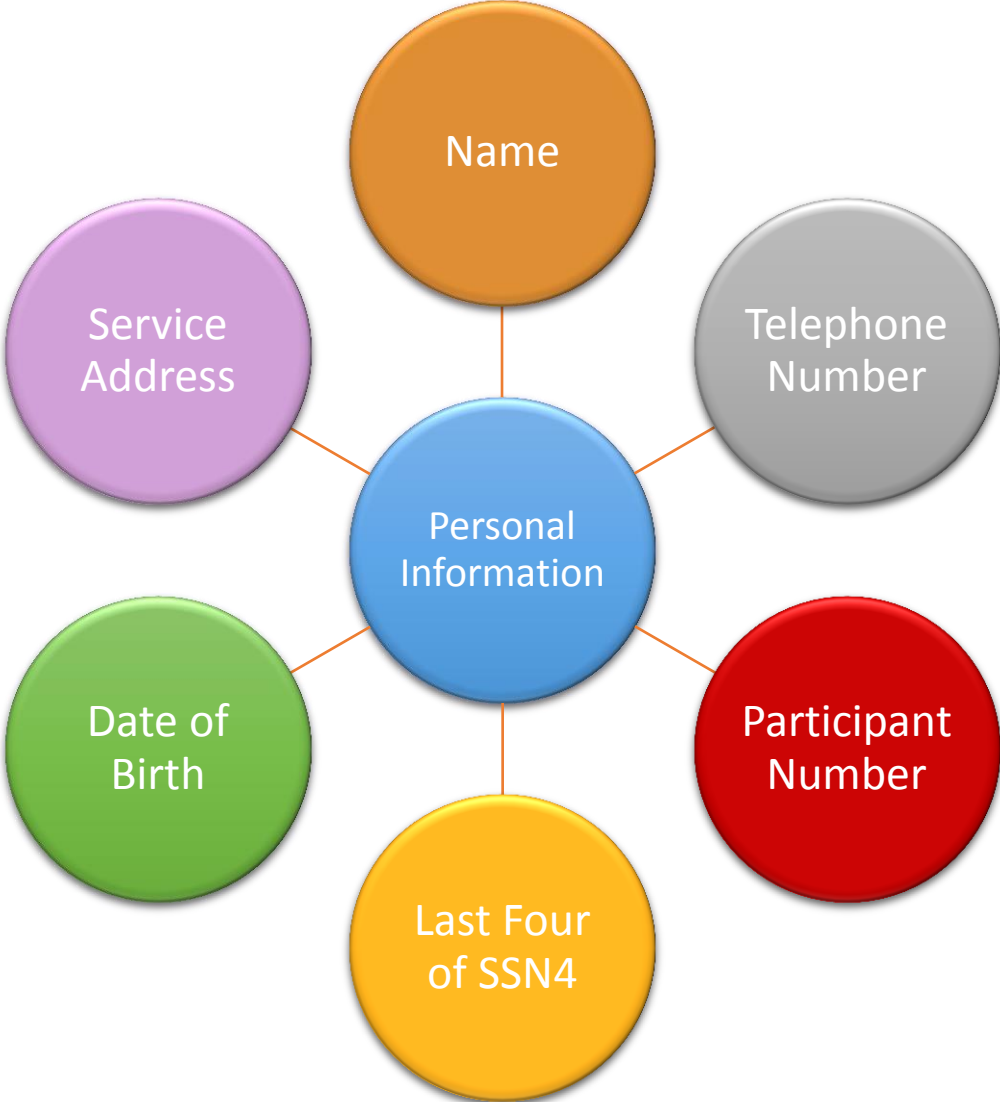 Name
Service
Address
Telephone
Number
Personal
Information
Date of
Birth
Participant
Number
Last Four
of SSN4